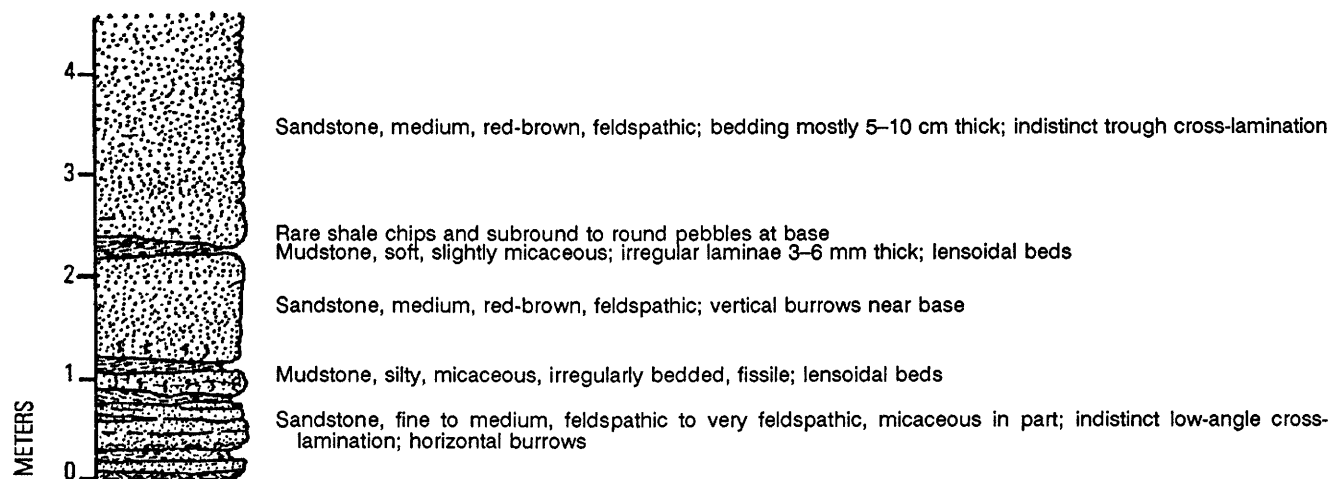 4
Sandstone, medium, red-brown, feldspathic; bedding mostly 5–10 cm thick; indistinct trough cross-lamination
3
Rare shale chips and subround to round pebbles at base
Mudstone, soft, slightly micaceous; irregular laminae 3–6 mm thick; lensoidal beds
2
Sandstone, medium, red-brown, feldspathic; vertical burrows near base
1
Mudstone, silty, micaceous, irregularly bedded, fissile; lensoidal beds
Sandstone, fine to medium, feldspathic to very feldspathic, micaceous in part; indistinct low-angle cross-
lamination; horizontal burrows
METERS
0